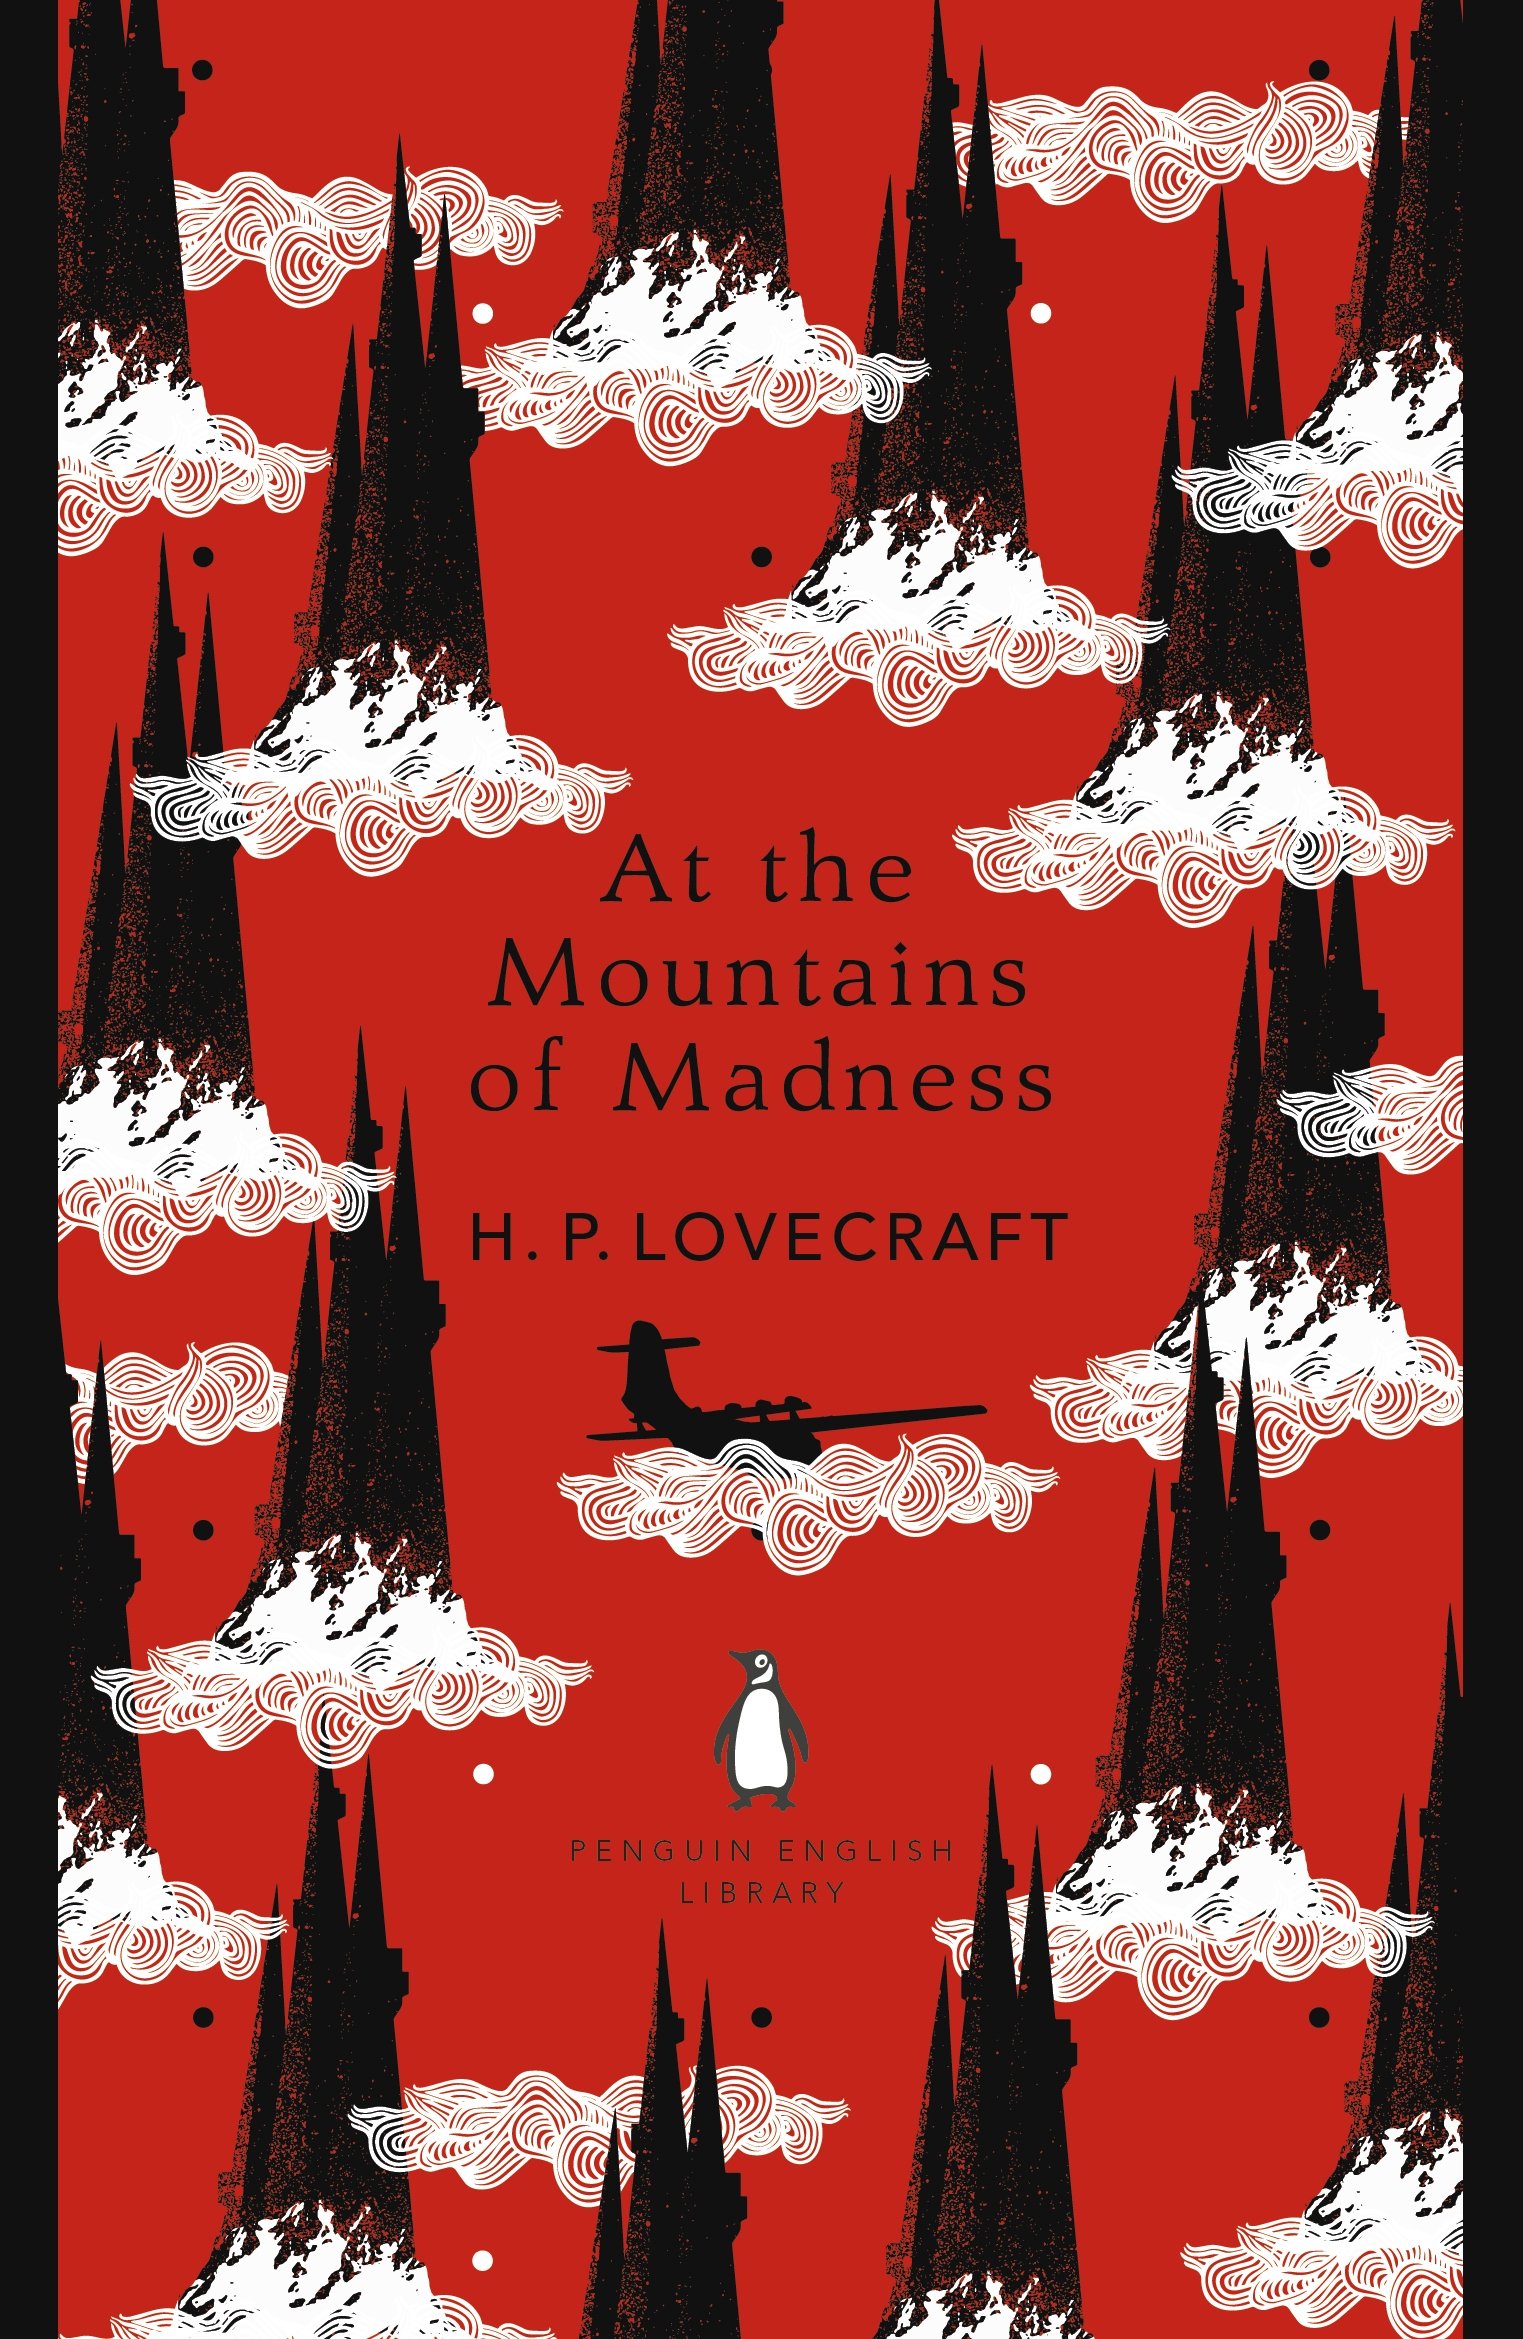 At the
Mountains
of Madness
H. P. LOVECRAFT
PENGUIN ENGLISH
LIBRARY